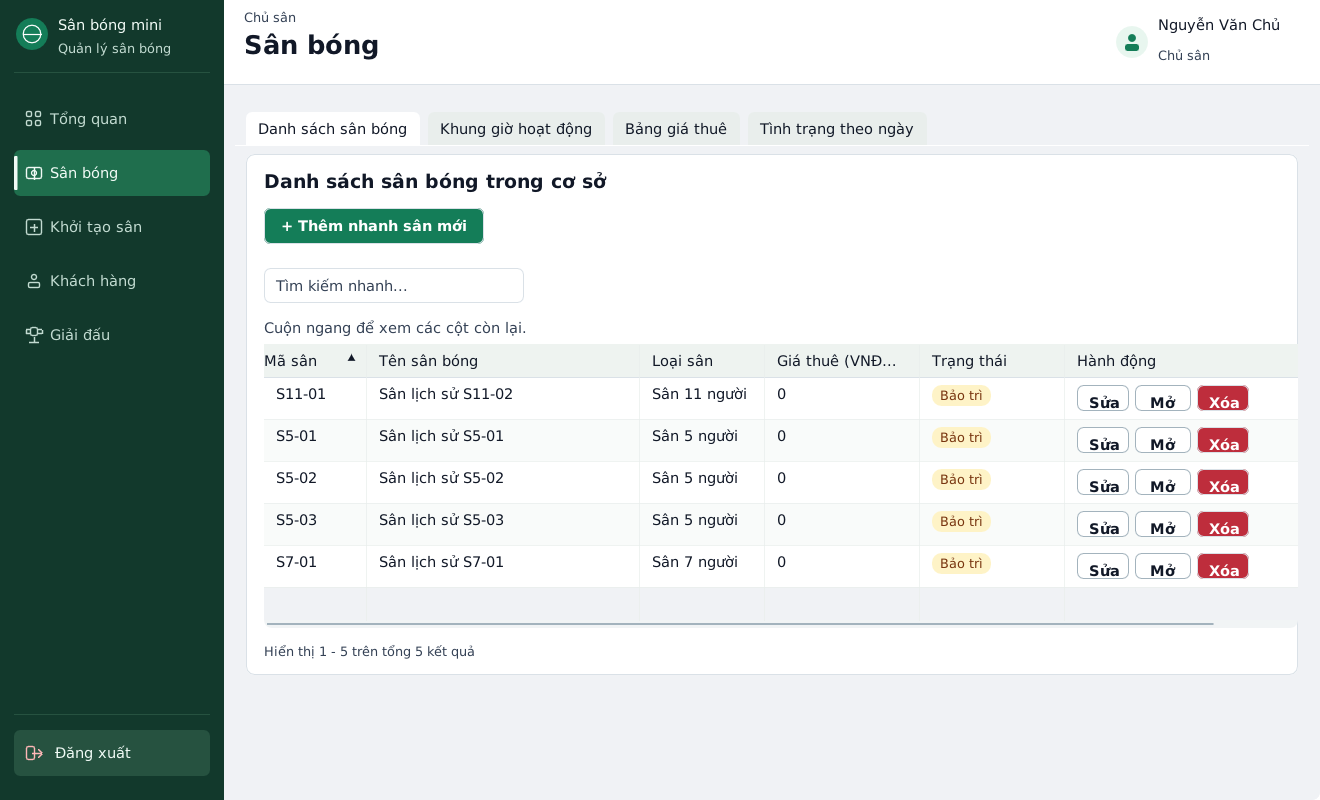 Sân bóng mini
Quản lý sân bóng
Tổng quan
Sân bóng
Khởi tạo sân
Khách hàng
Giải đấu
Đăng xuất
Chủ sân
Sân bóng
Nguyễn Văn Chủ
Chủ sân
Danh sách sân bóng Khung giờ hoạt động Bảng giá thuê Tình trạng theo ngày
Danh sách sân bóng trong cơ sở
+ Thêm nhanh sân mới
Tìm kiếm nhanh...
Cuộn ngang để xem các cột còn lại.
Mã sân ▲ Tên sân bóng Loại sân Giá thuê (VNĐ... Trạng thái Hành động
S11-01 Sân lịch sử S11-02 Sân 11 người 0 Bảo trì Sửa Mở Xóa
S5-01 Sân lịch sử S5-01 Sân 5 người 0 Bảo trì Sửa Mở Xóa
S5-02 Sân lịch sử S5-02 Sân 5 người 0 Bảo trì Sửa Mở Xóa
S5-03 Sân lịch sử S5-03 Sân 5 người 0 Bảo trì Sửa Mở Xóa
S7-01 Sân lịch sử S7-01 Sân 7 người 0 Bảo trì Sửa Mở Xóa
Hiển thị 1 - 5 trên tổng 5 kết quả